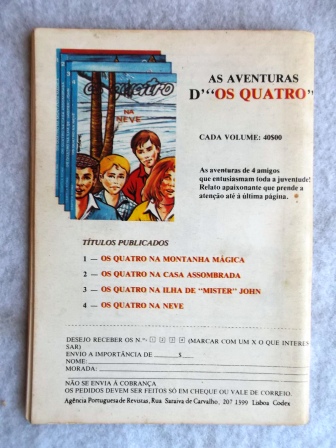 OS QUATRO
NA
NEVE
AS AVENTURAS
D'“OS QUATRO”
CADA VOLUME: 40$00
As aventuras de 4 amigos
que entusiasmam toda a juventude!
Relato apaixonante que prende a
atenção até á última página.
TÍTULOS PUBLICADOS
1 — OS QUATRO NA MONTANHA MÁGICA
2 — OS QUATRO NA CASA ASSOMBRADA
3 — OS QUATRO NA ILHA DE “MISTER” JOHN
4 — OS QUATRO NA NEVE
DESEJO RECEBER OS N.ºs 1 2 3 4 (MARCAR COM UM X O QUE INTERES
SAR)
ENVIO A IMPORTÂNCIA DE ______$____
NOME:
MORADA:
NÃO SE ENVIA À COBRANÇA
OS PEDIDOS DEVEM SER FEITOS SÓ EM CHEQUE OU VALE DE CORREIO.
Agência Portuguesa de Revistas, Rua Saraiva de Carvalho, 207 1399 Lisboa Codex